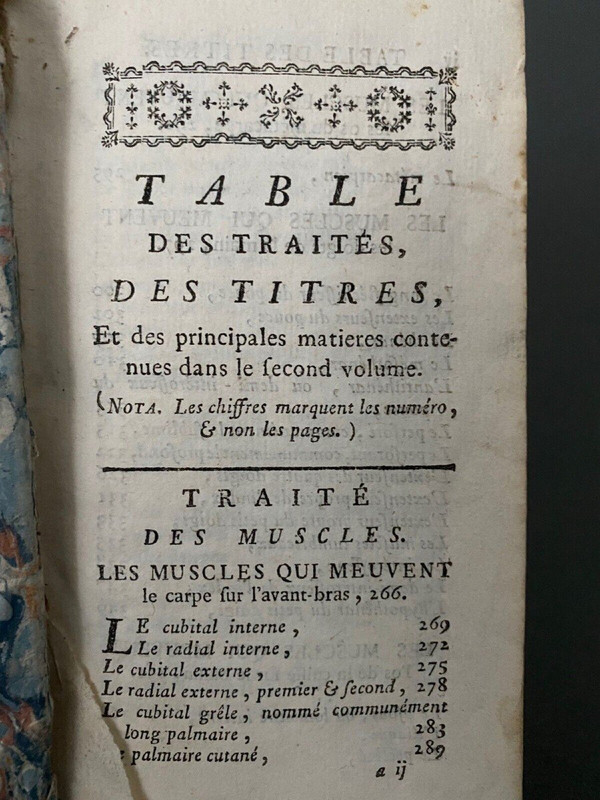 TABLE
DES TRAITÉS,
DES TITRES,
Et des principales matieres conte-
nues dans le ſecond volume.
(NOTA. Les chiffres marquent les numéro,
& non les pages.)
TRAITÉ
DES MUSCLES.
LES MUSCLES QUI MEUVENT
le carpe ſur l'avant-bras, 266.
LE cubital interne, 269
Le radial interne, 272
Le cubital externe, 275
Le radial externe, premier & ſecond, 278
Le cubital grêle, nommé communément
long palmaire, 283
palmaire cutané, 289
a ij